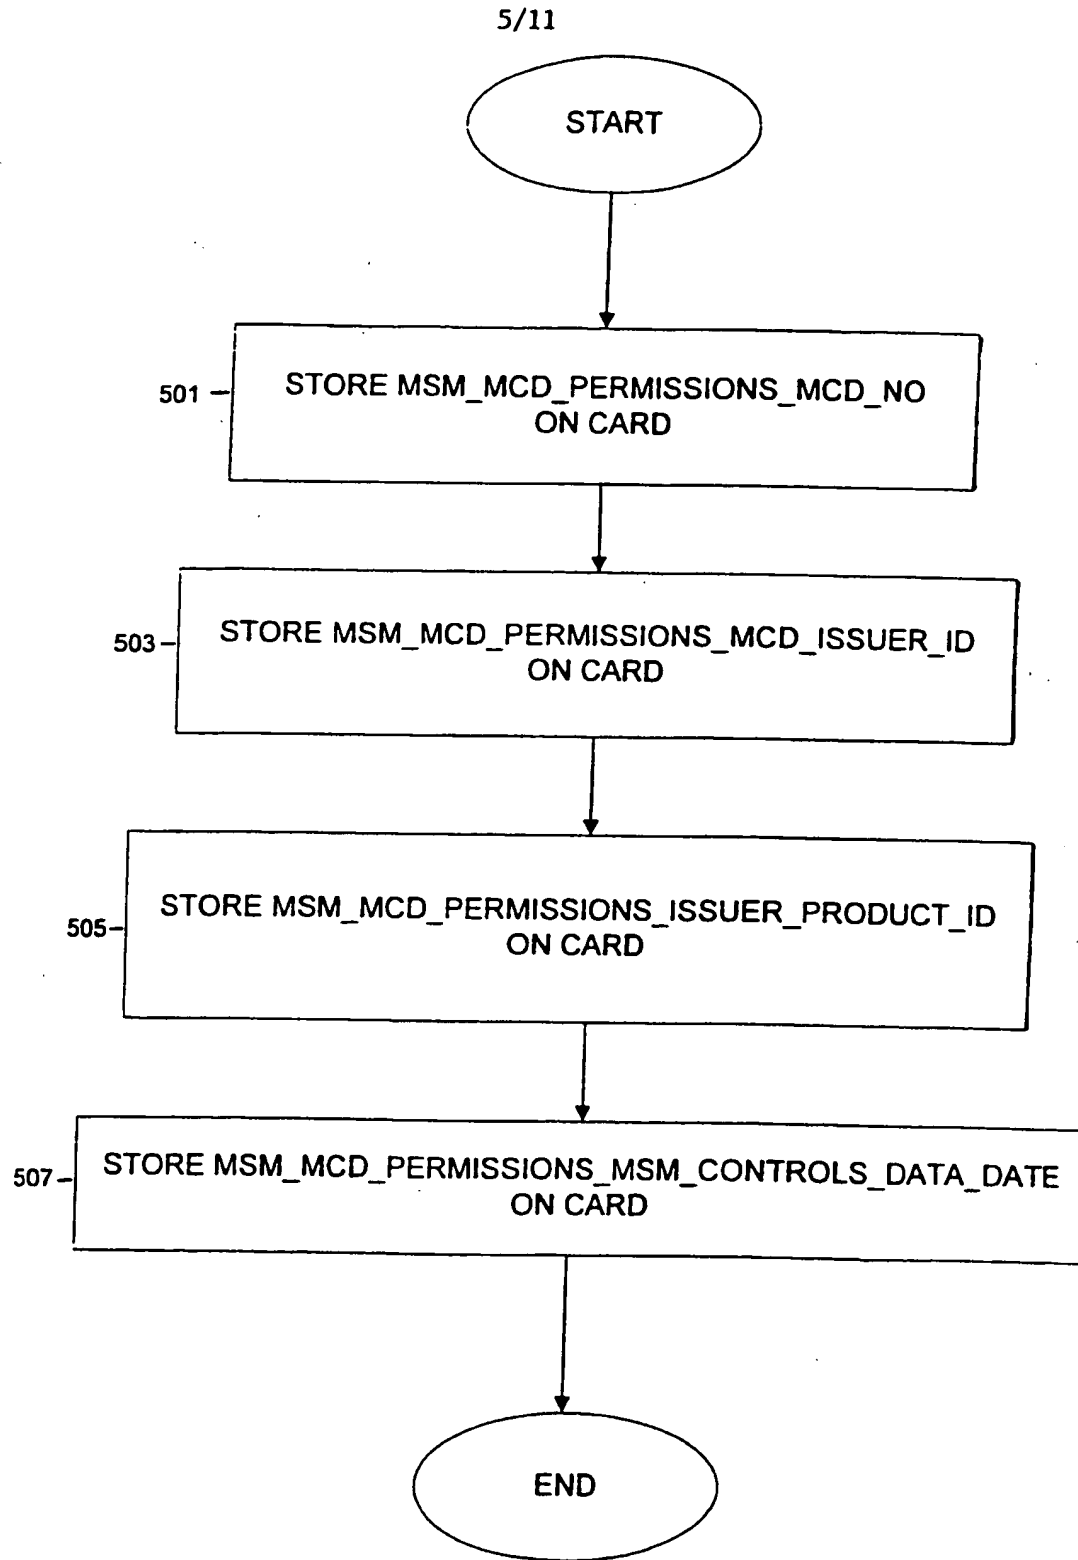 5/11
START
501
STORE MSM_MCD_PERMISSIONS_MCD_NO
ON CARD
503
STORE MSM_MCD_PERMISSIONS_MCD_ISSUER_ID
ON CARD
505
STORE MSM_MCD_PERMISSIONS_ISSUER_PRODUCT_ID
ON CARD
507
STORE MSM_MCD_PERMISSIONS_MSM_CONTROLS_DATA_DATE
ON CARD
END